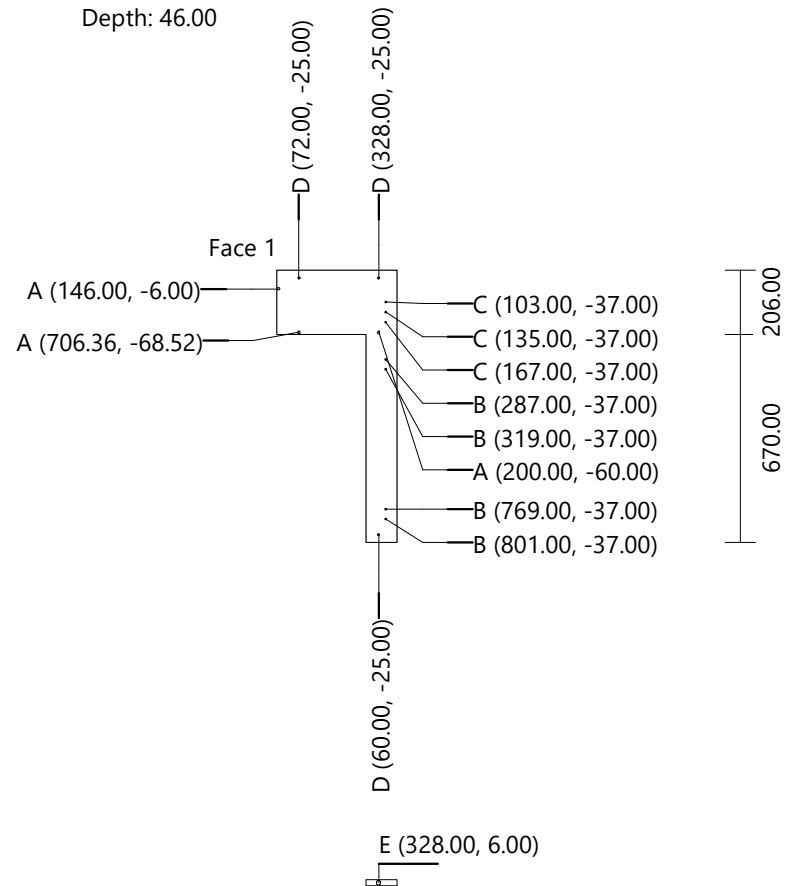 Depth: 46.00
D (72.00, -25.00)
D (328.00, -25.00)
Face 1
A (146.00, -6.00)
A (706.36, -68.52)
C (103.00, -37.00)
C (135.00, -37.00)
C (167.00, -37.00)
B (287.00, -37.00)
B (319.00, -37.00)
A (200.00, -60.00)
B (769.00, -37.00)
B (801.00, -37.00)
206.00
670.00
D (60.00, -25.00)
E (328.00, 6.00)